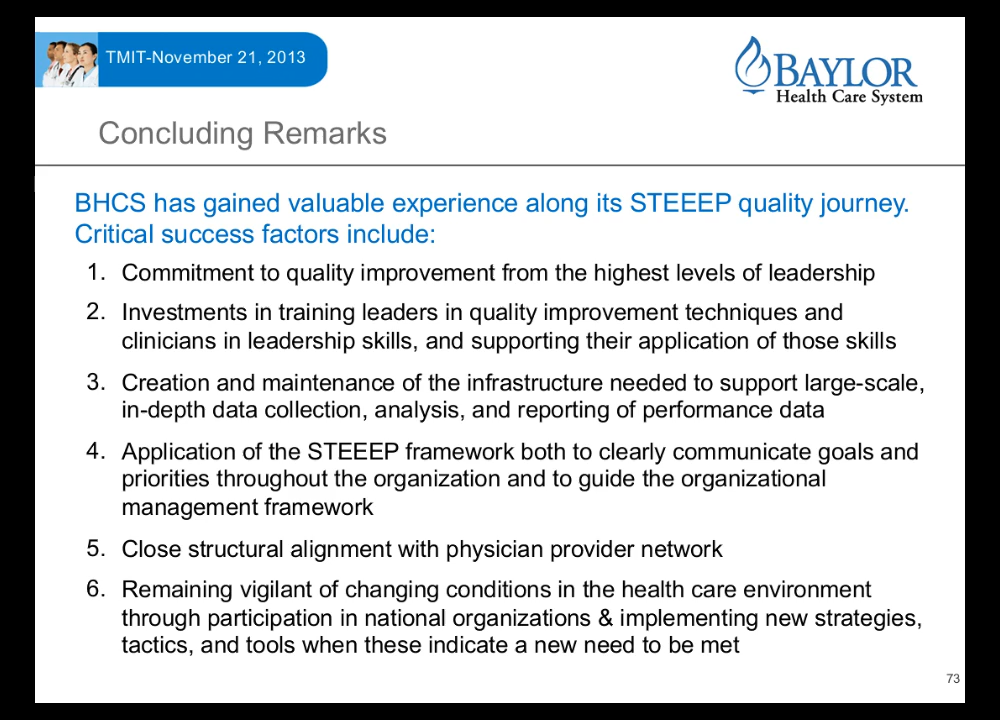 TMIT-November 21, 2013
BAYLOR
Health Care System
Concluding Remarks
BHCS has gained valuable experience along its STEEEP quality journey.
Critical success factors include:
1. Commitment to quality improvement from the highest levels of leadership
2. Investments in training leaders in quality improvement techniques and
clinicians in leadership skills, and supporting their application of those skills
3. Creation and maintenance of the infrastructure needed to support large-scale,
in-depth data collection, analysis, and reporting of performance data
4. Application of the STEEEP framework both to clearly communicate goals and
priorities throughout the organization and to guide the organizational
management framework
5. Close structural alignment with physician provider network
6. Remaining vigilant of changing conditions in the health care environment
through participation in national organizations & implementing new strategies,
tactics, and tools when these indicate a new need to be met
73